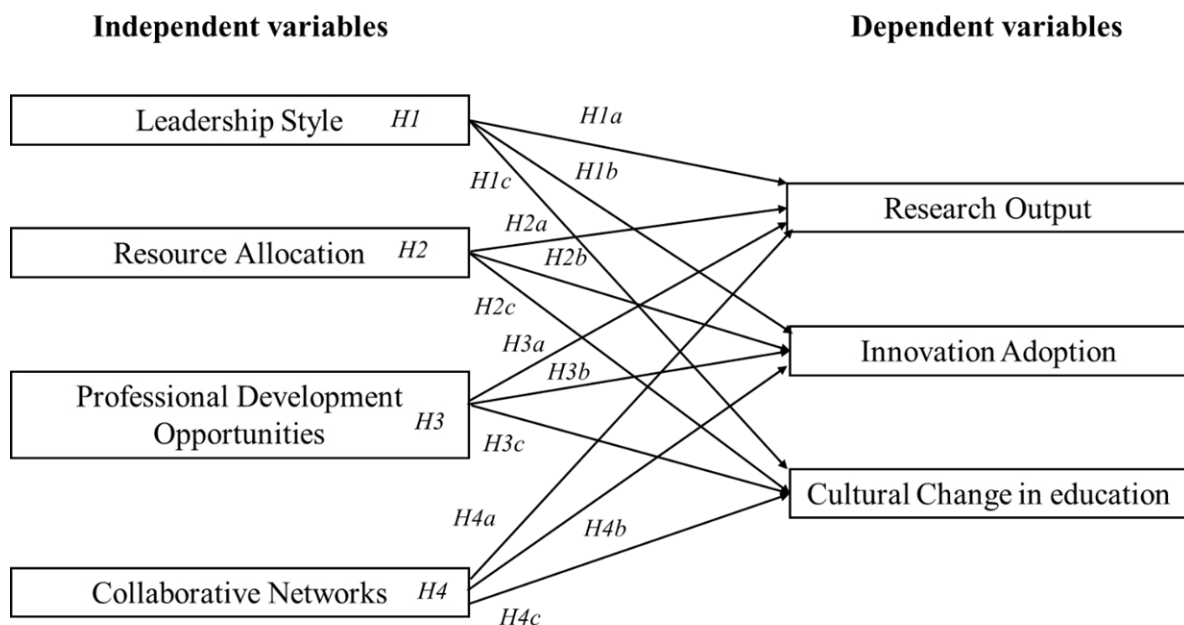 Independent variables
Dependent variables
Leadership Style H1
H1a
H1b
H1c
Research Output
Resource Allocation H2
H2a
H2b
H2c
Innovation Adoption
Professional Development
Opportunities H3
H3a
H3b
H3c
Cultural Change in education
Collaborative Networks H4
H4a
H4b
H4c